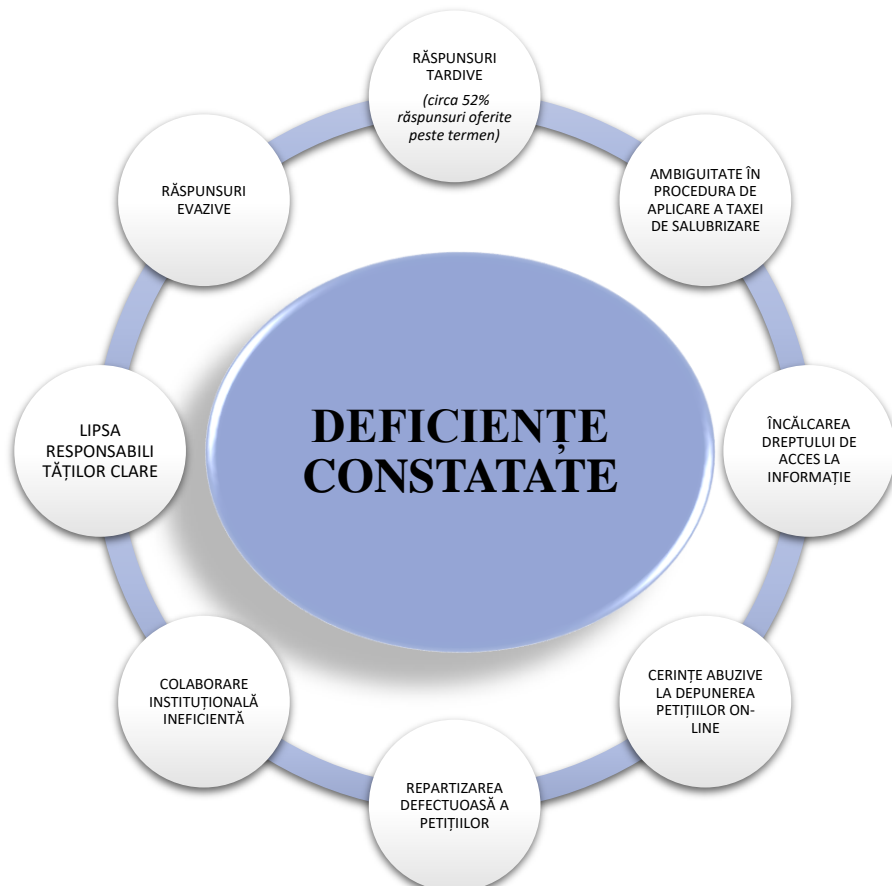 RĂSPUNSURI
TARDIVE
(circa 52%
răspunsuri oferite
peste termen)
AMBIGUITATE ÎN
PROCEDURA DE
APLICARE A TAXEI
DE SALUBRIZARE
ÎNCĂLCAREA
DREPTULUI DE
ACCES LA
INFORMAȚIE
CERINȚE ABUZIVE
LA DEPUNEREA
PETIȚIILOR ON-
LINE
REPARTIZAREA
DEFECTUOASĂ A
PETIȚIILOR
COLABORARE
INSTITUȚIONALĂ
INEFICIENTĂ
LIPSA
RESPONSABILI
TĂȚILOR CLARE
RĂSPUNSURI
EVAZIVE
DEFICIENȚE
CONSTATATE